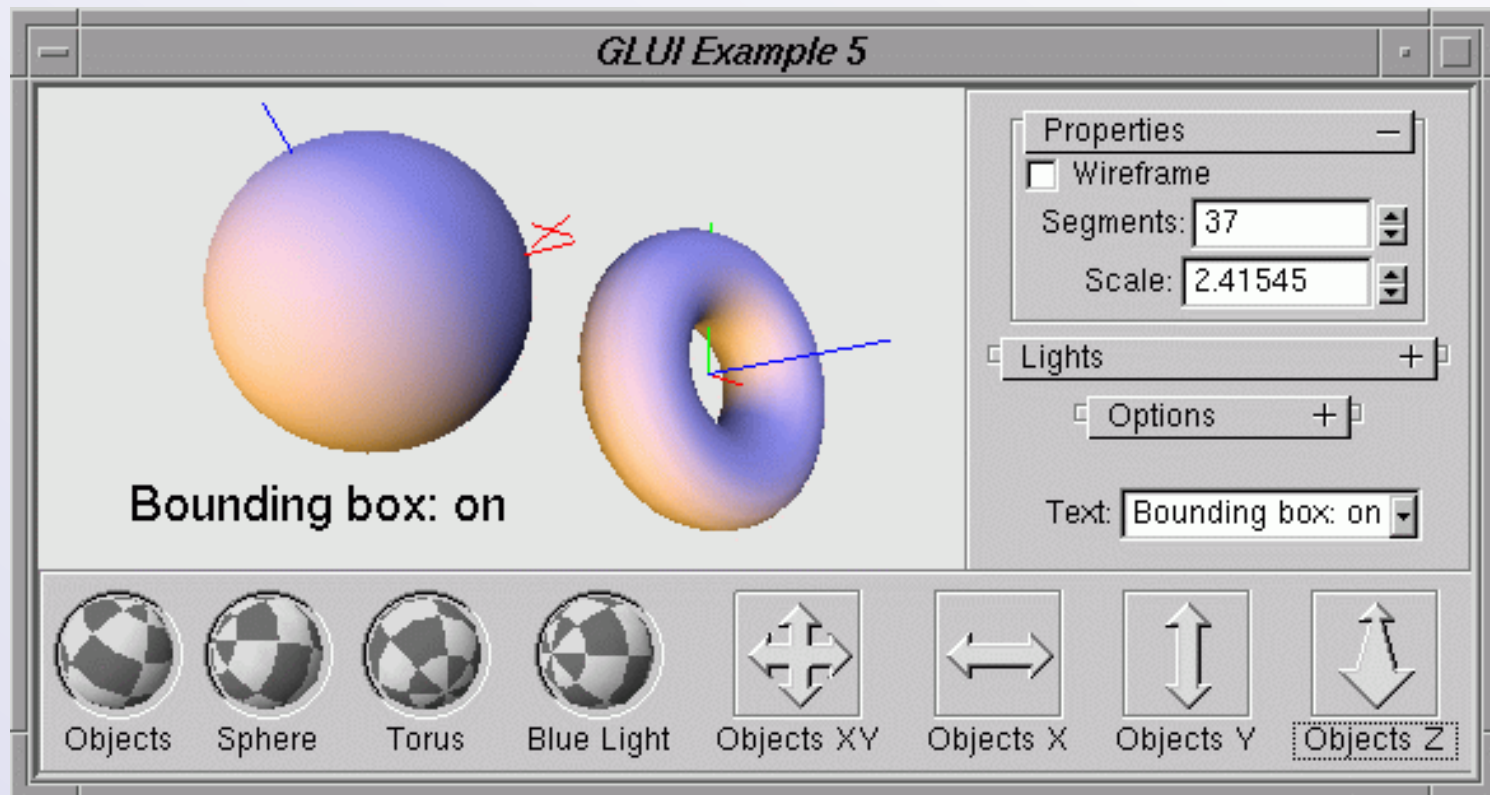 GLUI Example 5
Properties
Wireframe
Segments: 37
Scale: 2.41545
Lights
Options
Text: Bounding box: on
Bounding box: on
Objects Sphere Torus Blue Light Objects XY Objects X Objects Y Objects Z